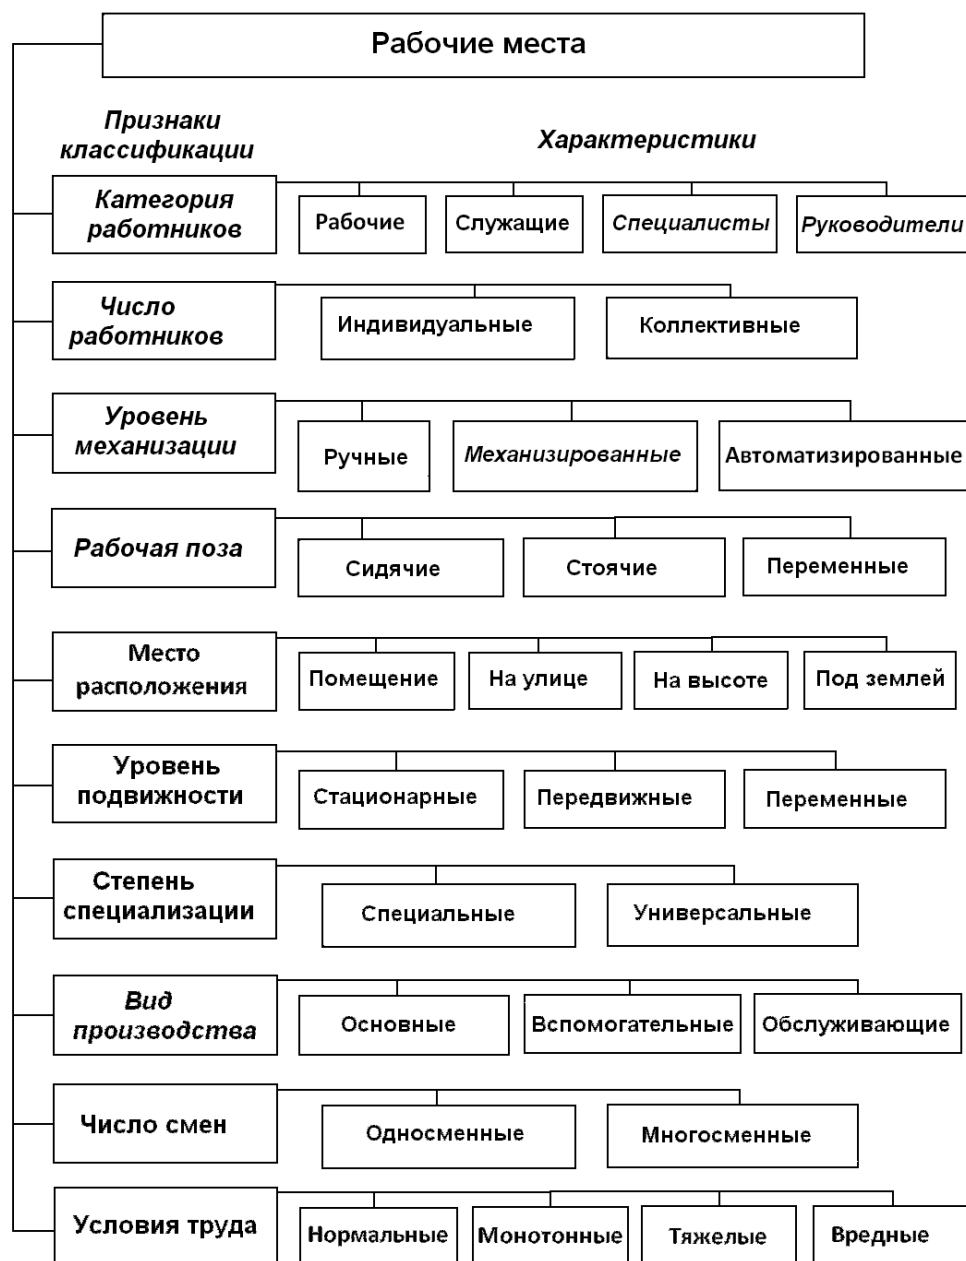 Рабочие места
Признаки
классификации
Характеристики
Категория
работников
Рабочие
Служащие
Специалисты
Руководители
Число
работников
Индивидуальные
Коллективные
Уровень
механизации
Ручные
Механизированные
Автоматизированные
Рабочая поза
Сидячие
Стоячие
Переменные
Место
расположения
Помещение
На улице
На высоте
Под землей
Уровень
подвижности
Стационарные
Передвижные
Переменные
Степень
специализации
Специальные
Универсальные
Вид
производства
Основные
Вспомогательные
Обслуживающие
Число смен
Односменные
Многосменные
Условия труда
Нормальные
Монотонные
Тяжелые
Вредные